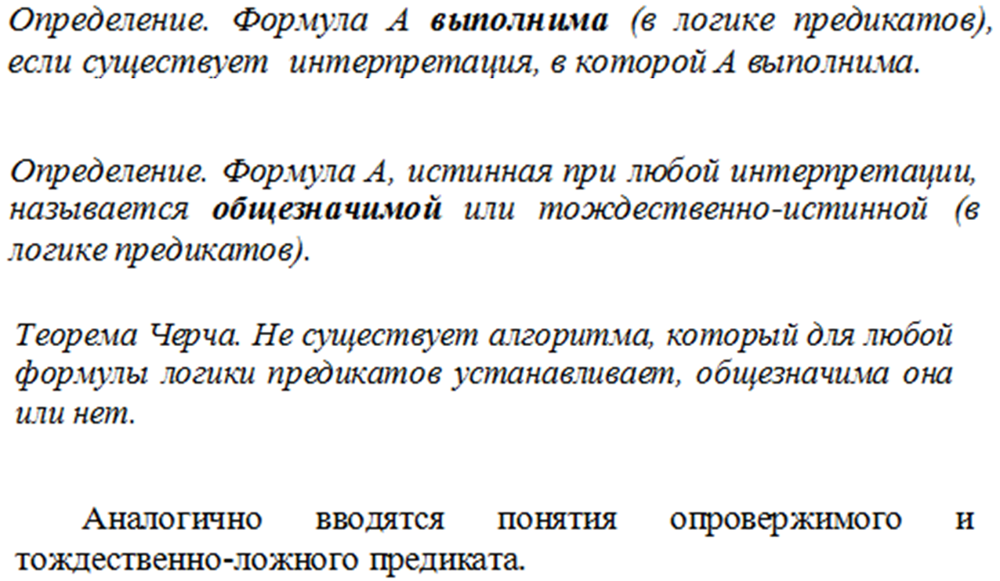 Определение. Формула А выполнима (в логике предикатов),
если существует интерпретация, в которой А выполнима.
Определение. Формула А, истинная при любой интерпретации,
называется общезначимой или тождественно-истинной (в
логике предикатов).
Теорема Черча. Не существует алгоритма, который для любой
формулы логики предикатов устанавливает, общезначима она
или нет.
Аналогично вводятся понятия опровержимого и
тождественно-ложного предиката.